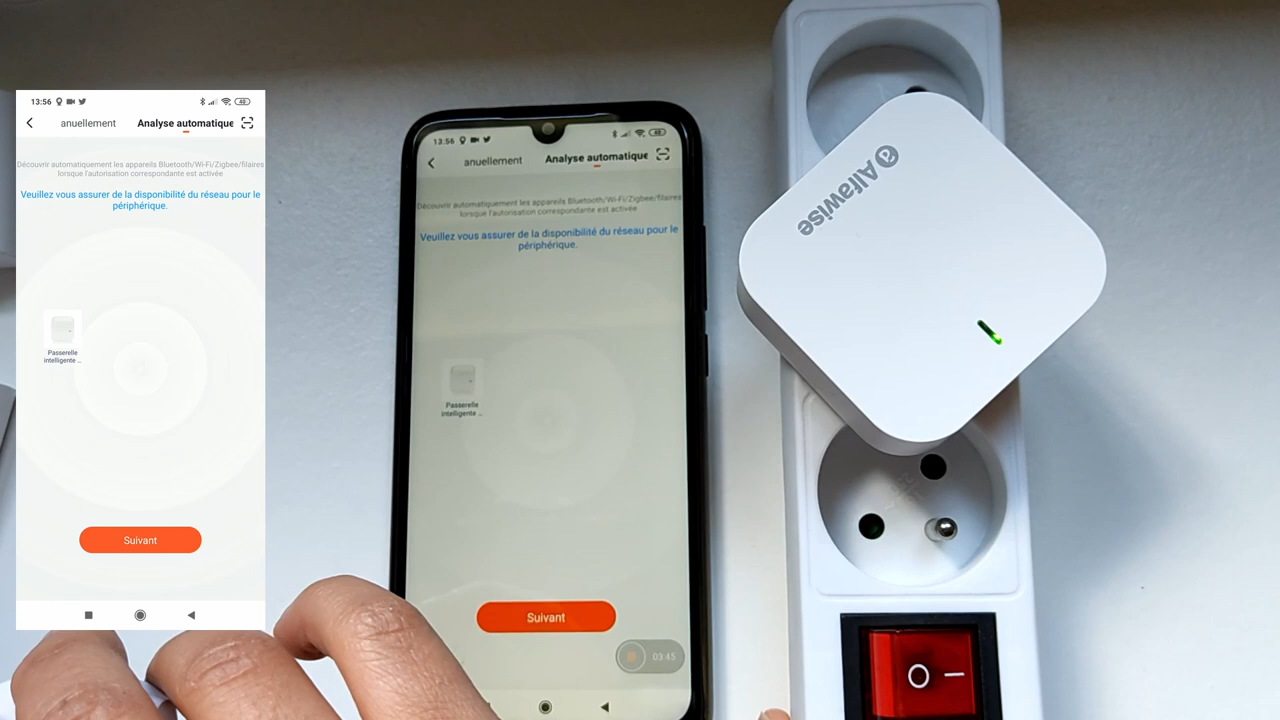 13:56
48
anuellement
Analyse automatique
Découvrir automatiquement les appareils Bluetooth/Wi-Fi/Zigbee/filaires
lorsque l'autorisation correspondante est activée
Veuillez vous assurer de la disponibilité du réseau pour le
périphérique.
Passerelle
intelligente ...
Suivant
13:56
48
anuellement
Analyse automatique
Découvrir automatiquement les appareils Bluetooth/Wi-Fi/Zigbee/filaires
lorsque l'autorisation correspondante est activée
Veuillez vous assurer de la disponibilité du réseau pour le
périphérique.
Passerelle
intelligente ...
Suivant
03:45
Alfawise